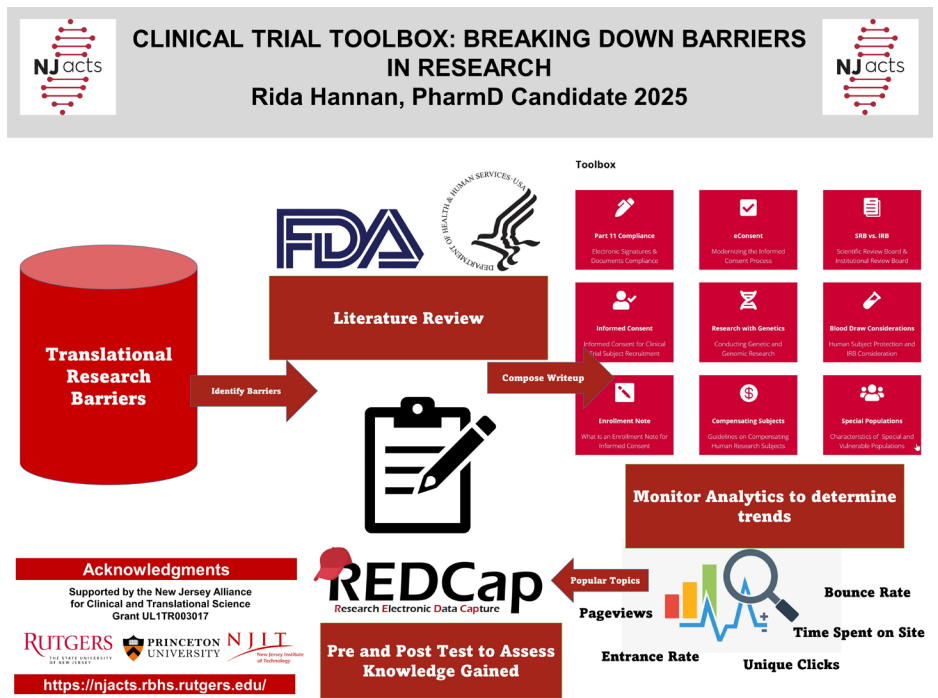 NJ acts
CLINICAL TRIAL TOOLBOX: BREAKING DOWN BARRIERS
IN RESEARCH
Rida Hannan, PharmD Candidate 2025
NJ acts
FDA
DEPARTMENT OF HEALTH & HUMAN SERVICES·USA
Literature Review
Translational
Research
Barriers
Identify Barriers
Compose Writeup
Toolbox
Part 11 Compliance
Electronic Signatures &
Documents Compliance
eConsent
Modernizing the Informed
Consent Process
SRB vs. IRB
Scientific Review Board &
Institutional Review Board
Informed Consent
Informed Consent for Clinical
Trial Subject Recruitment
Research with Genetics
Conducting Genetic and
Genomic Research
Blood Draw Considerations
Human Subject Protection and
IRB Consideration
Enrollment Note
What is an Enrollment Note for
Informed Consent
Compensating Subjects
Guidelines on Compensating
Human Research Subjects
Special Populations
Characteristics of Special and
Vulnerable Populations
Monitor Analytics to determine
trends
Popular Topics
Pageviews
Entrance Rate
Unique Clicks
Time Spent on Site
Bounce Rate
REDCap
Research Electronic Data Capture
Pre and Post Test to Assess
Knowledge Gained
Acknowledgments
Supported by the New Jersey Alliance
for Clinical and Translational Science
Grant UL1TR003017
RUTGERS
THE STATE UNIVERSITY
OF NEW JERSEY
PRINCETON
UNIVERSITY
NJIT
New Jersey Institute
of Technology
https://njacts.rbhs.rutgers.edu/